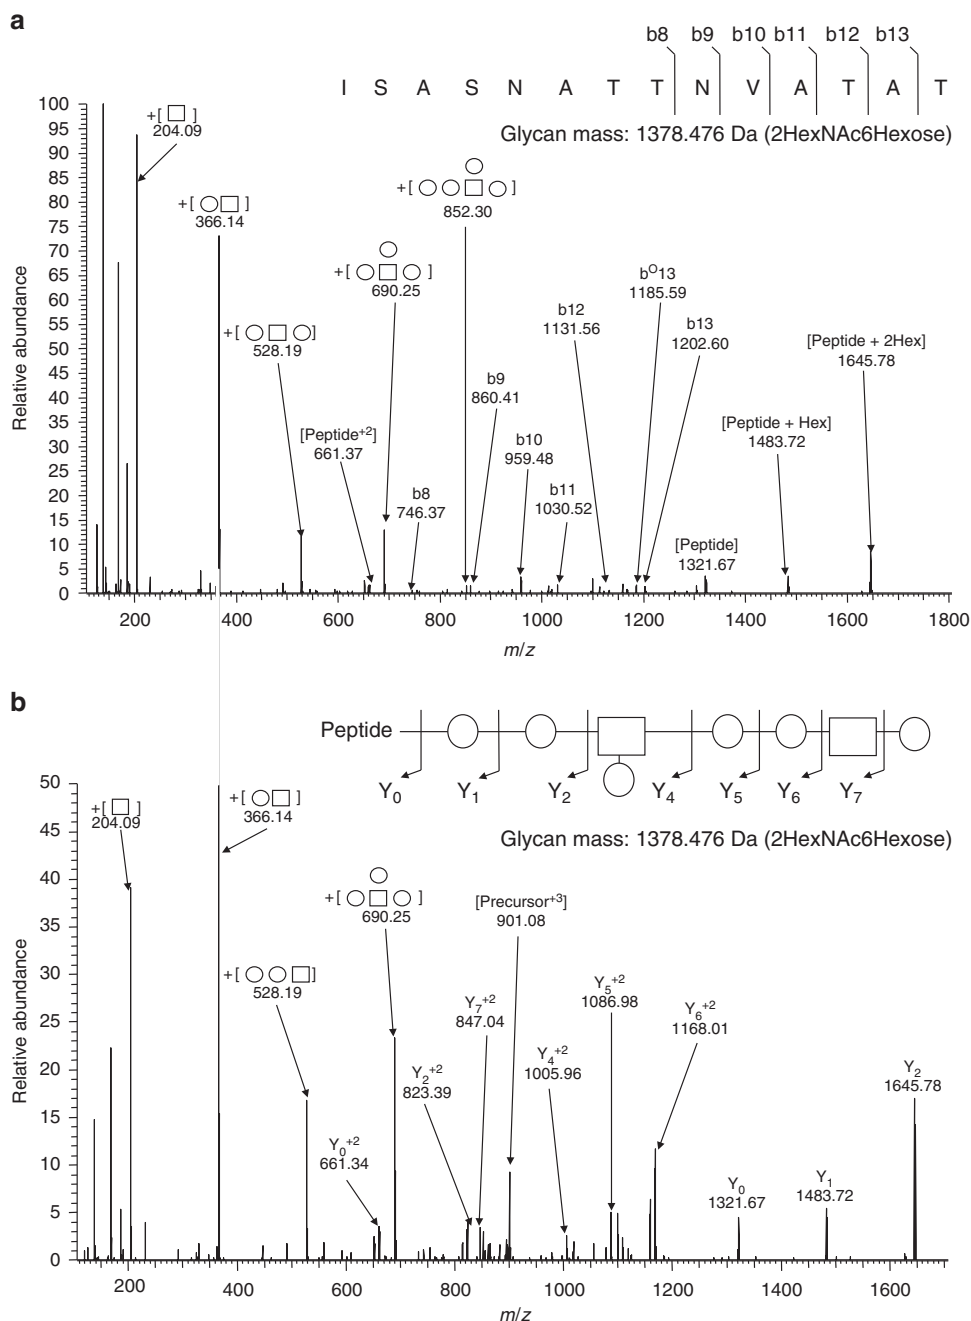 a
b8 b9 b10 b11 b12 b13
I S A S N A T T N V A T A T
Glycan mass: 1378.476 Da (2HexNAc6Hexose)
+[ ]
204.09
+[ ]
366.14
+[ ]
528.19
[Peptide+2]
661.37
+[ ]
690.25
b8
746.37
+[ ]
852.30
b9
860.41
b10
959.48
b11
1030.52
b12
1131.56
bO13
1185.59
b13
1202.60
[Peptide]
1321.67
[Peptide + Hex]
1483.72
[Peptide + 2Hex]
1645.78
Relative abundance
100
95
90
85
80
75
70
65
60
55
50
45
40
35
30
25
20
15
10
5
0
200 400 600 800 1000 1200 1400 1600 1800
m/z
b
Peptide
Y0 Y1 Y2 Y4 Y5 Y6 Y7
Glycan mass: 1378.476 Da (2HexNAc6Hexose)
+[ ]
204.09
+[ ]
366.14
+[ ]
528.19
Y0+2
661.34
+[ ]
690.25
Y2+2
823.39
Y7+2
847.04
[Precursor+3]
901.08
Y4+2
1005.96
Y5+2
1086.98
Y6+2
1168.01
Y0
1321.67
Y1
1483.72
Y2
1645.78
Relative abundance
50
45
40
35
30
25
20
15
10
5
0
200 400 600 800 1000 1200 1400 1600
m/z